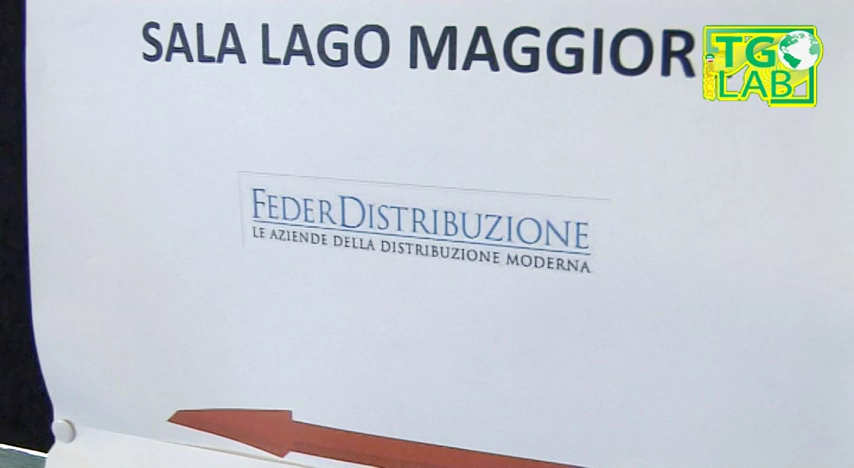 SALA LAGO MAGGIOR
TG
LAB
FEDERDISTRIBUZIONE
LE AZIENDE DELLA DISTRIBUZIONE MODERNA